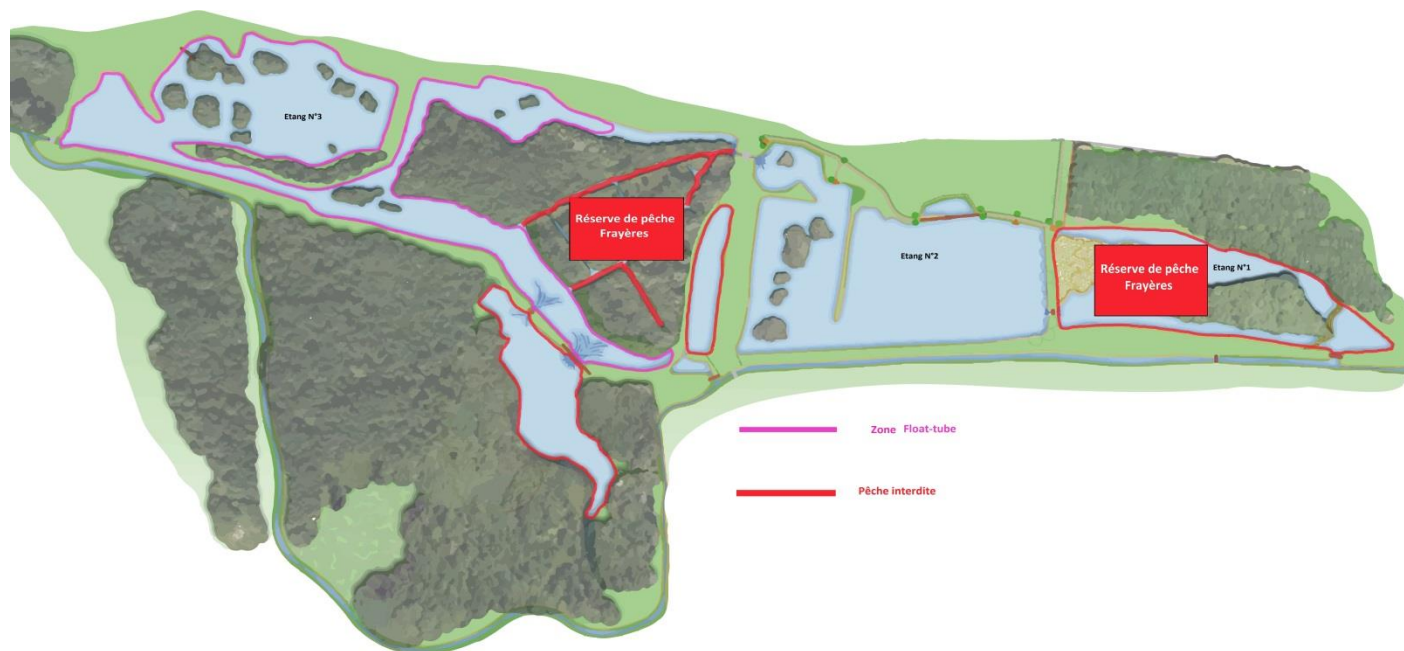 Etang N°3
Réserve de pêche
Frayères
Etang N°2
Réserve de pêche
Frayères
Etang N°1
Zone Float-tube
Pêche interdite